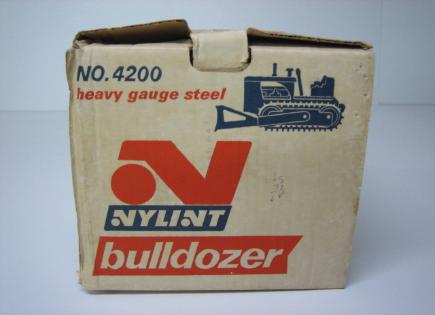 NO. 4200
heavy gauge steel
NYLINT
bulldozer